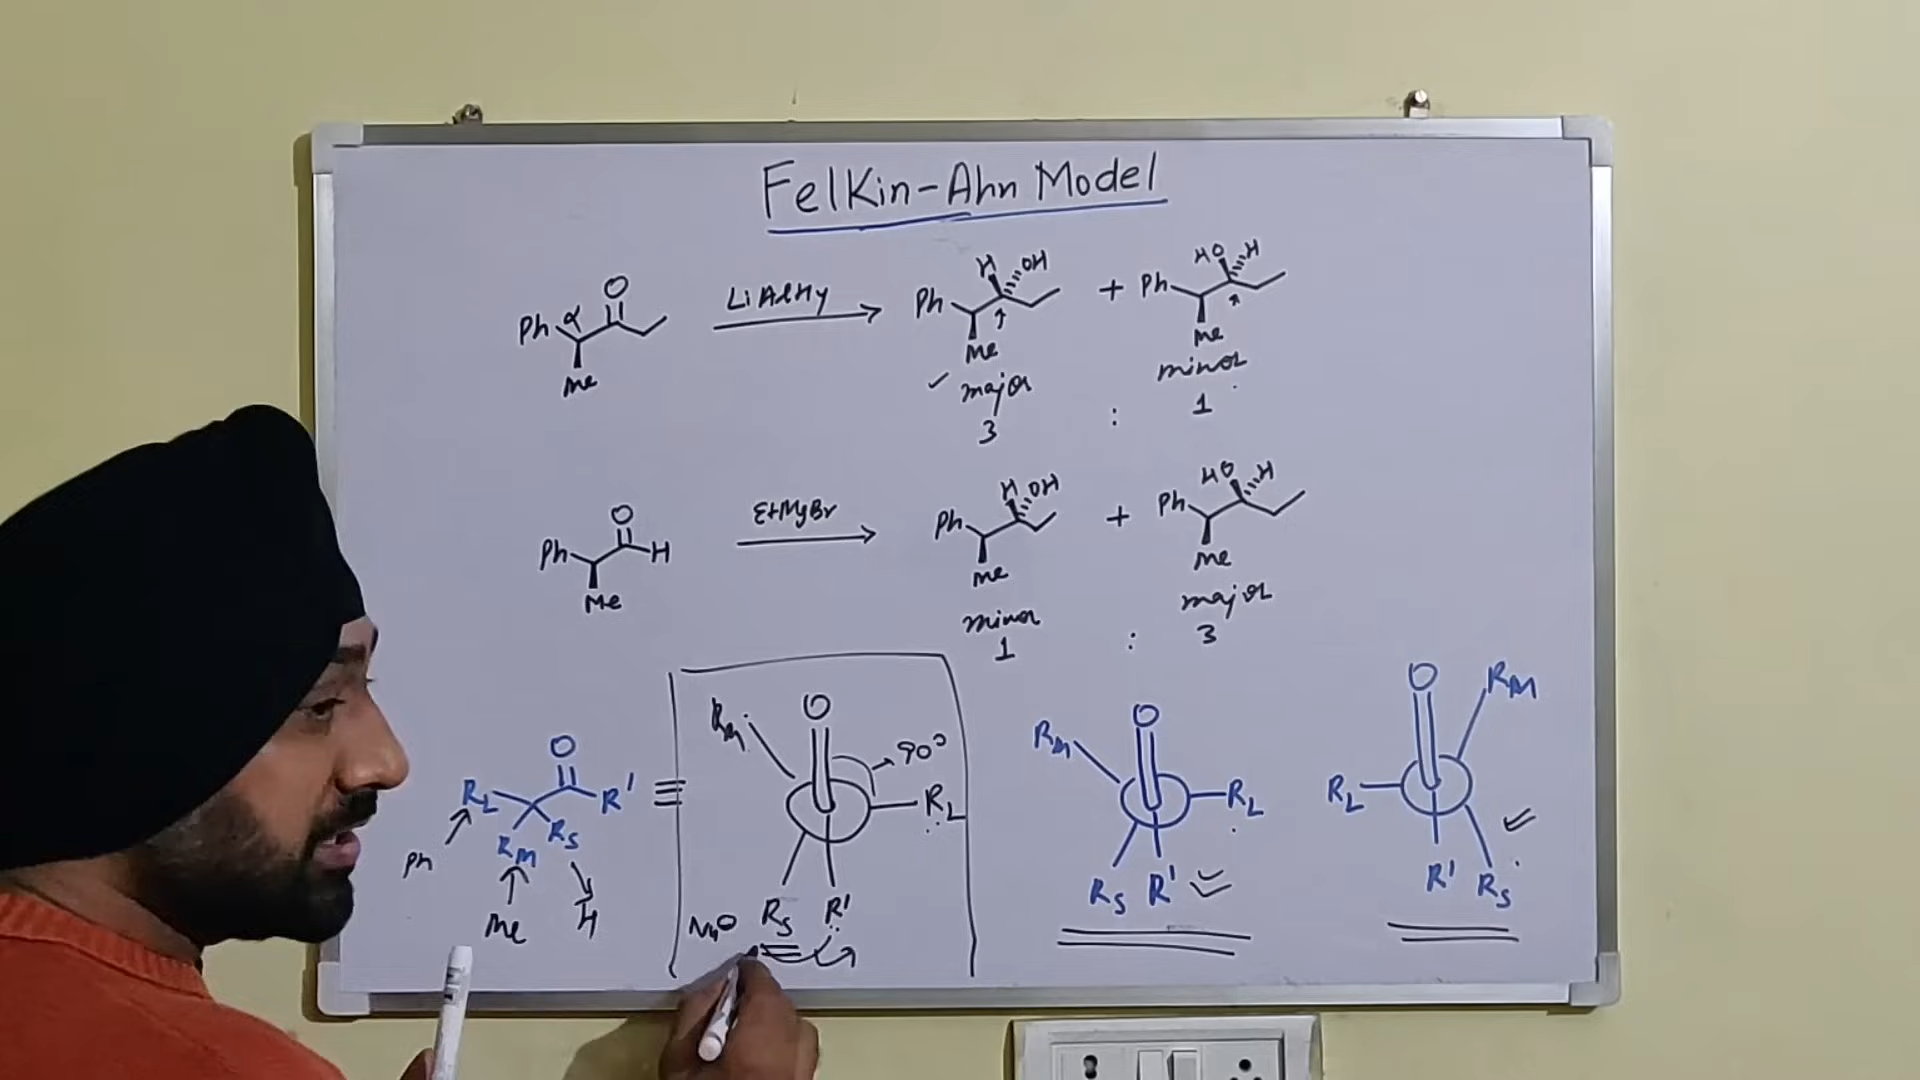 Felkin-Ahn Model
O
Ph α
Me
LiAlH4
H OH
Ph
Me
major
3
+
:
HO H
Ph
Me
minor
1
O
Ph H
Me
EtMgBr
H OH
Ph
Me
minor
1
+
:
HO H
Ph
Me
major
3
O
RL R'
RM RS
Ph
Me
H
≡
RM O
90°
RL
RS R'
Nu⊖
RM O
RL
RS R'
O RM
RL
R' RS